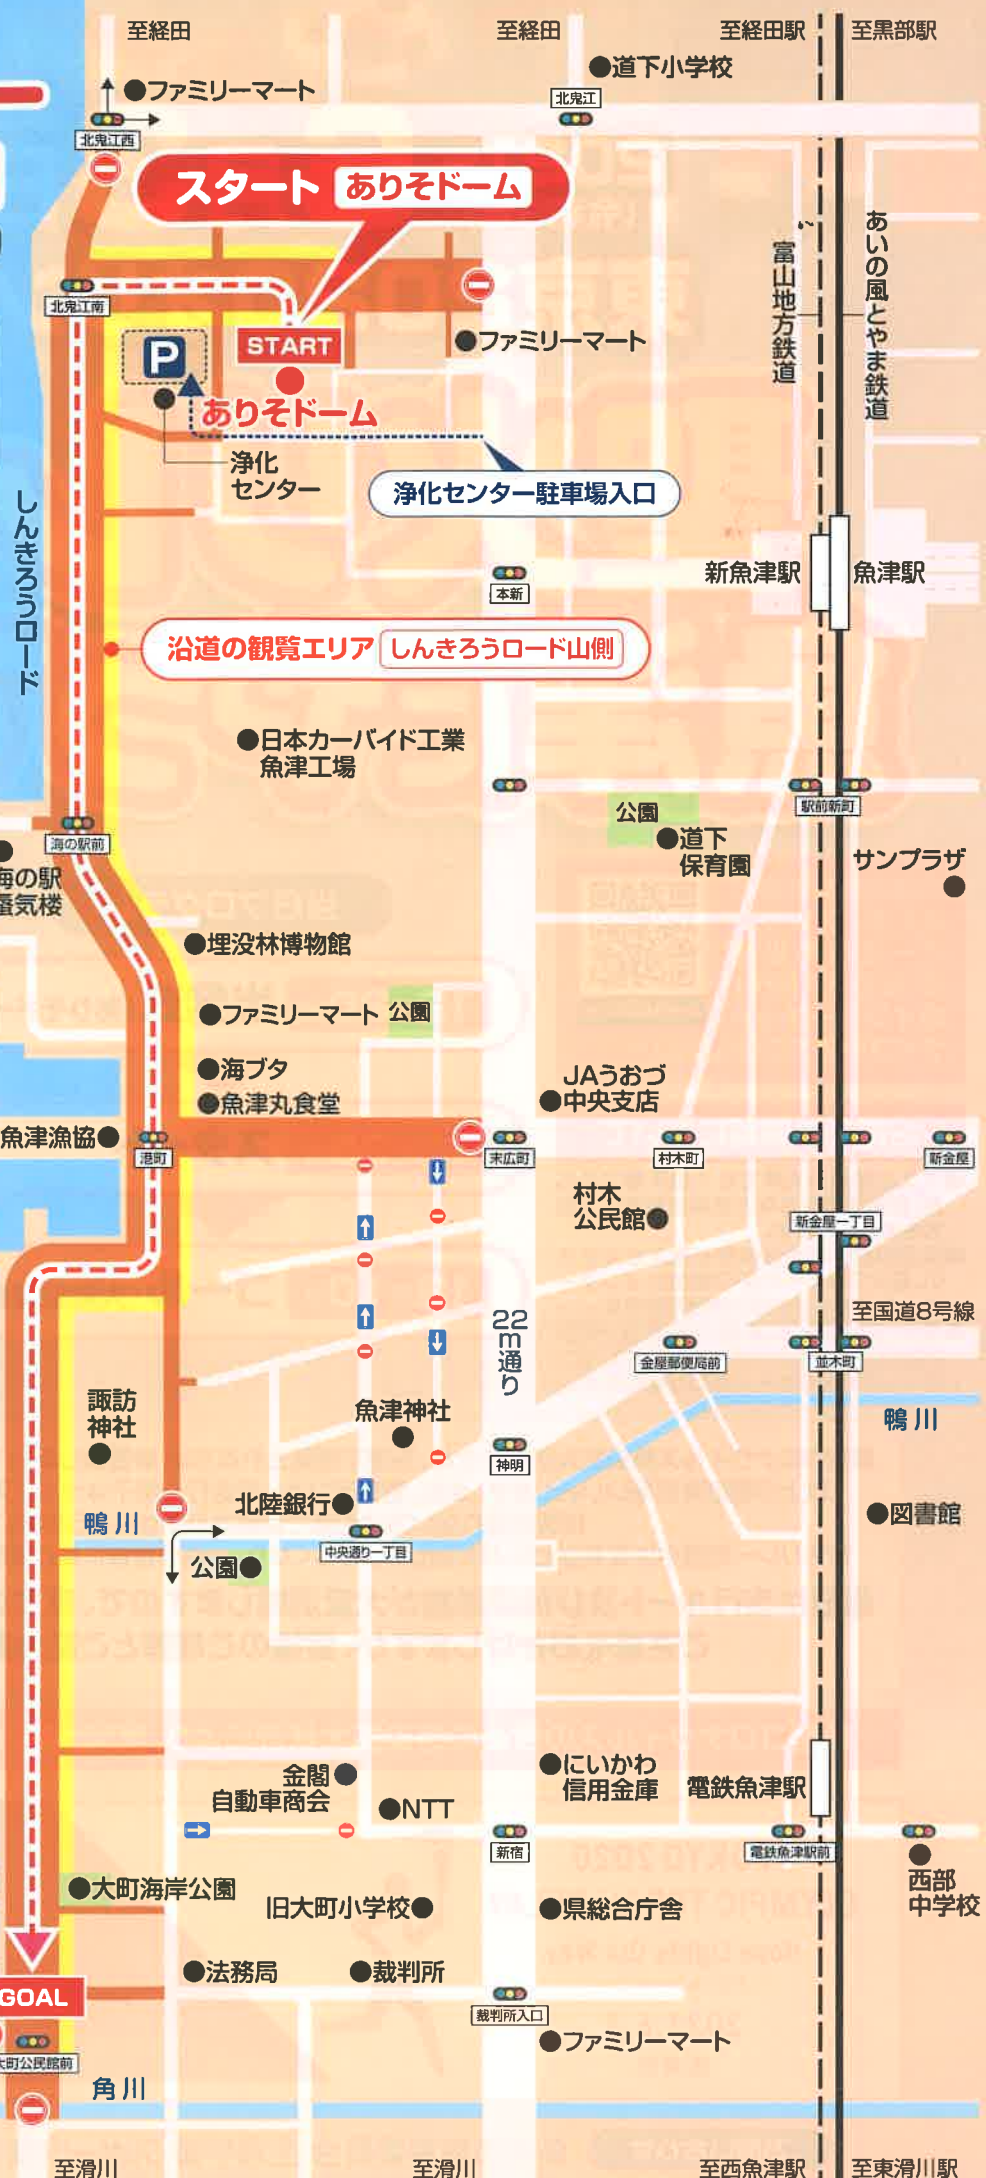 至経田
至経田
至経田駅
至黒部駅
ファミリーマート
道下小学校
北鬼江
北鬼江西
スタート ありそドーム
あいの風とやま鉄道
富山地方鉄道
北鬼江南
P
START
ファミリーマート
ありそドーム
浄化
センター
浄化センター駐車場入口
しんきろうロード
新魚津駅
魚津駅
本新
沿道の観覧エリア しんきろうロード山側
日本カーバイド工業
魚津工場
公園
駅前新町
道下
保育園
海の駅前
サンプラザ
海の駅
蜃気楼
埋没林博物館
ファミリーマート
公園
海ブタ
JAうおづ
中央支店
魚津丸食堂
魚津漁協
港町
末広町
村木町
新金屋
村木
公民館
新金屋一丁目
至国道8号線
22m通り
金屋郵便局前
並木町
諏訪
神社
魚津神社
鴨川
神明
北陸銀行
図書館
鴨川
中央通り一丁目
公園
金閣
自動車商会
にいかわ
信用金庫
電鉄魚津駅
NTT
新宿
電鉄魚津駅前
西部
中学校
大町海岸公園
旧大町小学校
県総合庁舎
法務局
裁判所
GOAL
裁判所入口
大町公民館前
ファミリーマート
角川
至滑川
至滑川
至西魚津駅
至東滑川駅